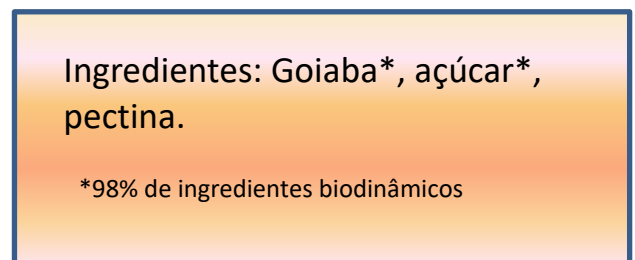 Ingredientes: Goiaba*, açúcar*,
pectina.
*98% de ingredientes biodinâmicos